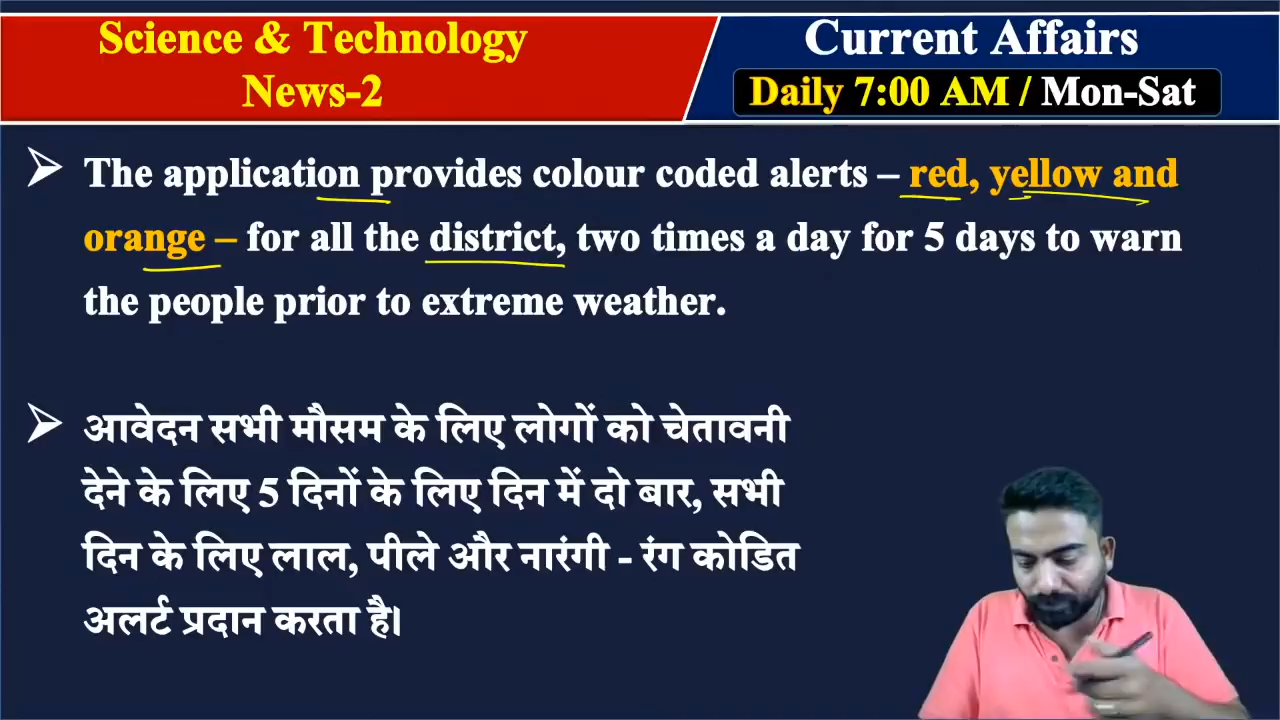 Science & Technology
News-2
Current Affairs
Daily 7:00 AM / Mon-Sat
➢ The application provides colour coded alerts – red, yellow and
orange – for all the district, two times a day for 5 days to warn
the people prior to extreme weather.
➢ आवेदन सभी मौसम के लिए लोगों को चेतावनी
देने के लिए 5 दिनों के लिए दिन में दो बार, सभी
दिन के लिए लाल, पीले और नारंगी - रंग कोडित
अलर्ट प्रदान करता है।